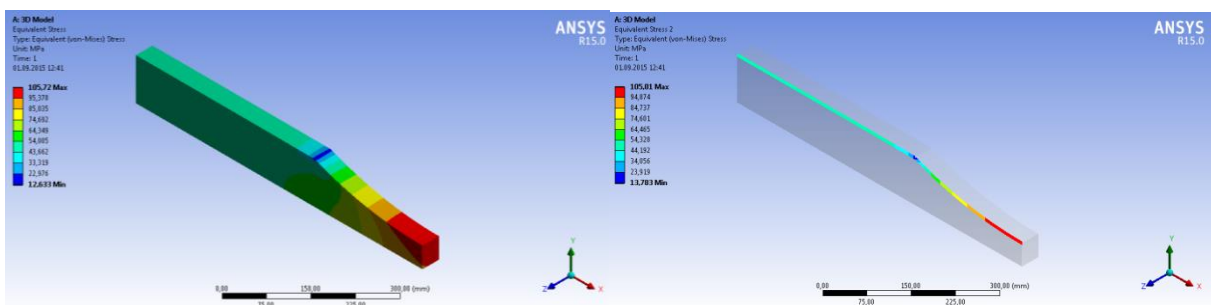 A: 3D Model
Equivalent Stress
Type: Equivalent (von-Mises) Stress
Unit: MPa
Time: 1
01.09.2015 12:41
105,72 Max
95,378
85,035
74,692
64,349
54,005
43,662
33,319
22,976
12,633 Min
ANSYS
R15.0
0,00
150,00
300,00 (mm)
75,00
225,00
Y
Z
X
A: 3D Model
Equivalent Stress 2
Type: Equivalent (von-Mises) Stress
Unit: MPa
Time: 1
01.09.2015 12:41
105,01 Max
94,874
84,737
74,601
64,465
54,328
44,192
34,056
23,919
13,783 Min
ANSYS
R15.0
0,00
150,00
300,00 (mm)
75,00
225,00
Y
Z
X